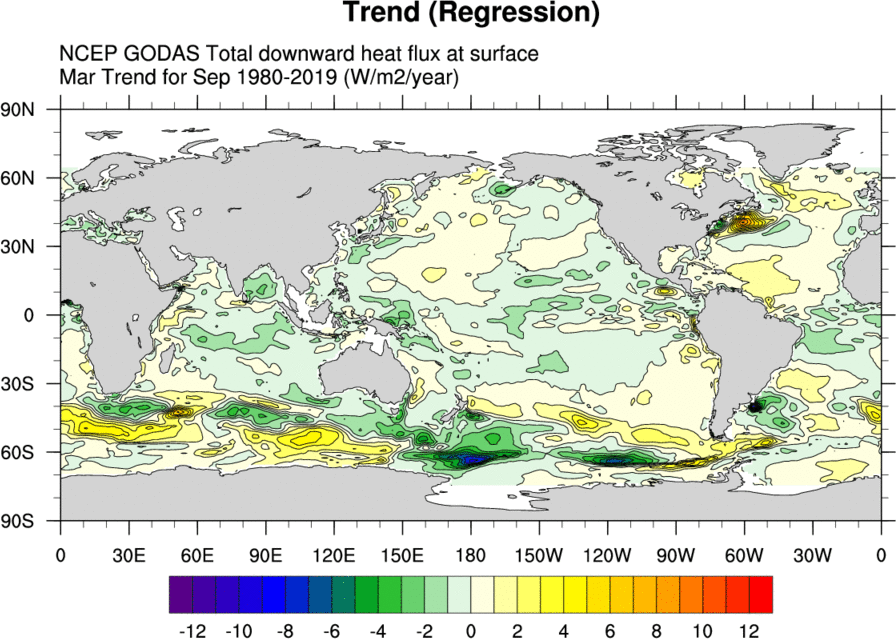 Trend (Regression)
NCEP GODAS Total downward heat flux at surface
Mar Trend for Sep 1980-2019 (W/m2/year)
90N
60N
30N
0
30S
60S
90S
0 30E 60E 90E 120E 150E 180 150W 120W 90W 60W 30W 0
-12 -10 -8 -6 -4 -2 0 2 4 6 8 10 12